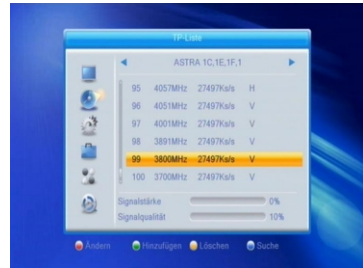 TP-Liste
ASTRA 1C,1E,1F,1
95 4057MHz 27497Ks/s H
96 4051MHz 27497Ks/s V
97 4001MHz 27497Ks/s V
98 3891MHz 27497Ks/s V
99 3800MHz 27497Ks/s V
100 3700MHz 27497Ks/s V
Signalstärke 0%
Signalqualität 10%
Ändern Hinzufügen Löschen Suche